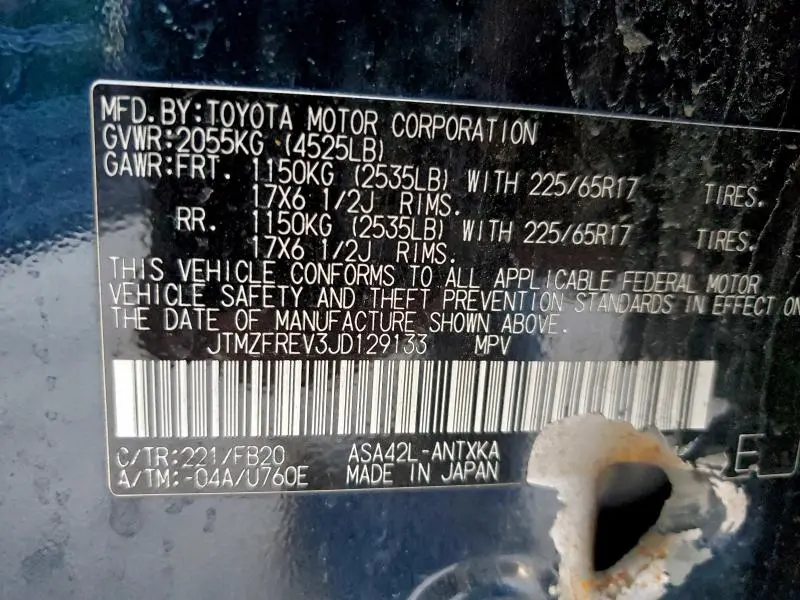 MFD.BY:TOYOTA MOTOR CORPORATION
GVWR:2055KG (4525LB)
GAWR:FRT. 1150KG (2535LB) WITH 225/65R17 TIRES.
17X6 1/2J RIMS.
RR. 1150KG (2535LB) WITH 225/65R17 TIRES.
17X6 1/2J RIMS.
THIS VEHICLE CONFORMS TO ALL APPLICABLE FEDERAL MOTOR
VEHICLE SAFETY AND THEFT PREVENTION STANDARDS IN EFFECT ON
THE DATE OF MANUFACTURE SHOWN ABOVE.
JTMZFREV3JD129133 MPV
C/TR:221/FB20 ASA42L-ANTXKA
A/TM:-04A/U760E MADE IN JAPAN
E